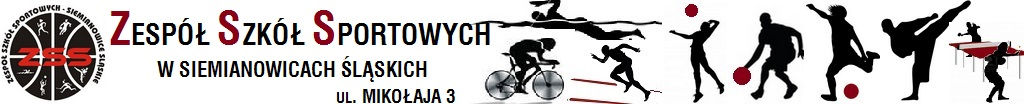 ZESPÓŁ SZKÓŁ SPORTOWYCH - SIEMIANOWICE ŚLĄSKIE
ZSS
ZESPÓŁ SZKÓŁ SPORTOWYCH
W SIEMIANOWICACH ŚLĄSKICH
UL. MIKOŁAJA 3